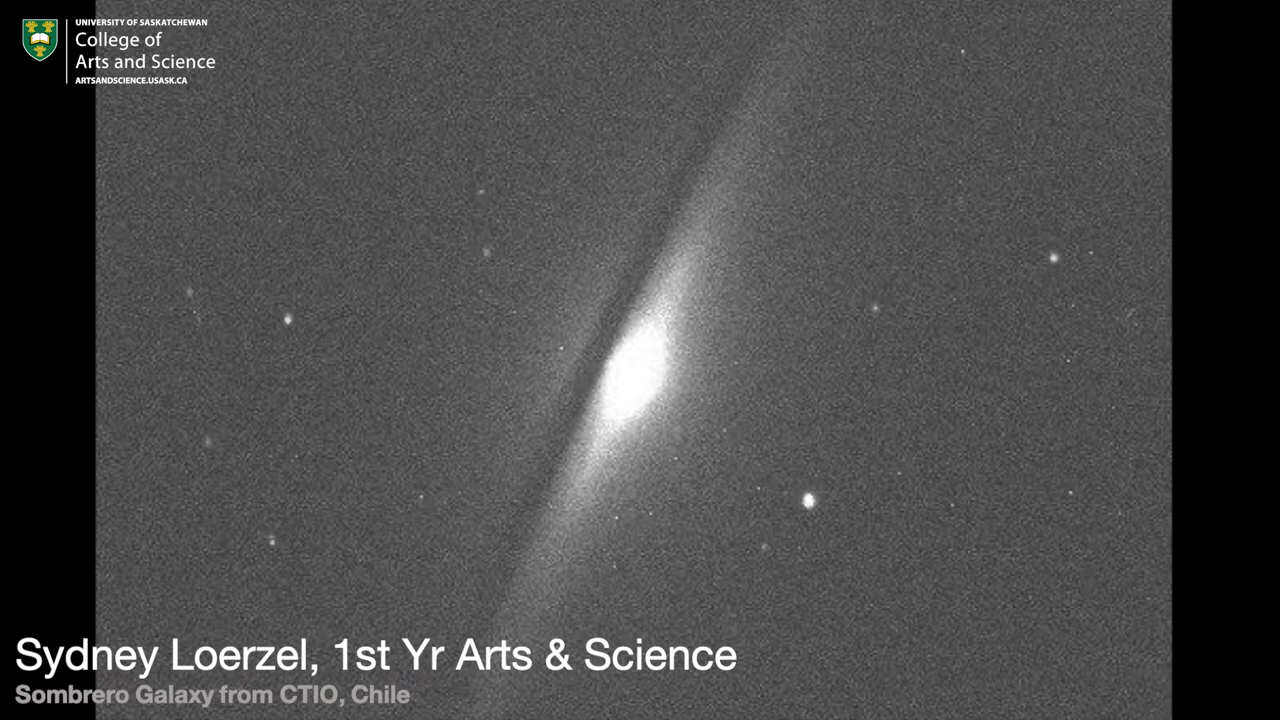 UNIVERSITY OF SASKATCHEWAN
College of
Arts and Science
ARTSANDSCIENCE.USASK.CA
Sydney Loerzel, 1st Yr Arts & Science
Sombrero Galaxy from CTIO, Chile